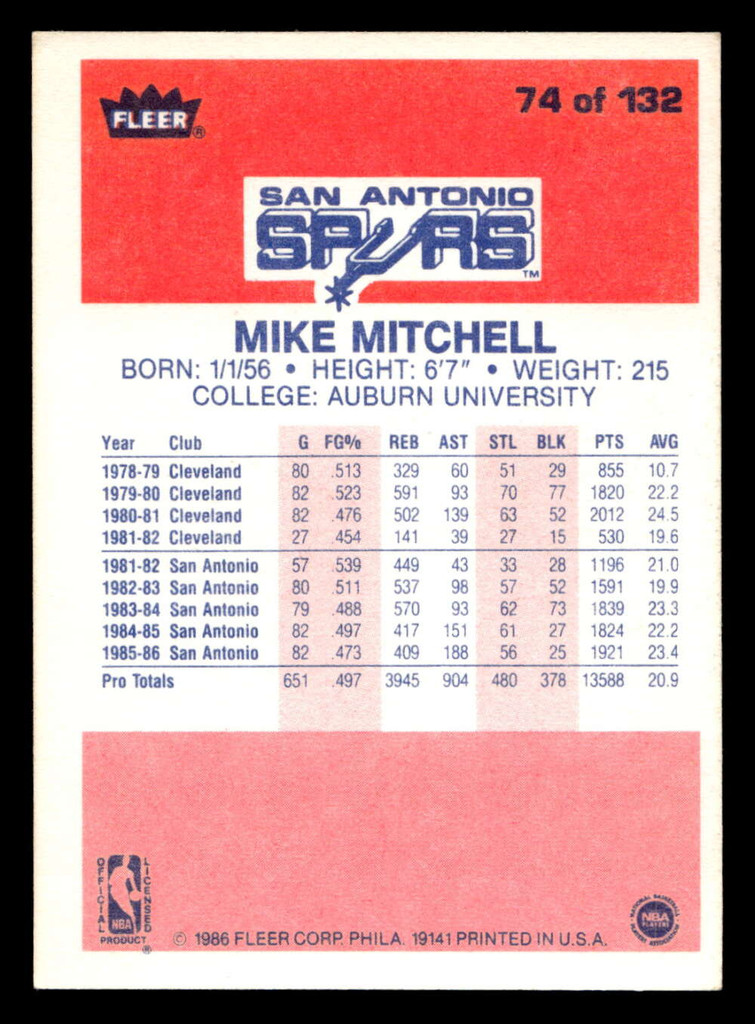 FLEER®
74 of 132
SAN ANTONIO
SPURS
TM
MIKE MITCHELL
BORN: 1/1/56 • HEIGHT: 6'7" • WEIGHT: 215
COLLEGE: AUBURN UNIVERSITY
Year Club G FG% REB AST STL BLK PTS AVG
1978-79 Cleveland 80 .513 329 60 51 29 855 10.7
1979-80 Cleveland 82 .523 591 93 70 77 1820 22.2
1980-81 Cleveland 82 .476 502 139 63 52 2012 24.5
1981-82 Cleveland 27 .454 141 39 27 15 530 19.6
1981-82 San Antonio 57 .539 449 43 33 28 1196 21.0
1982-83 San Antonio 80 .511 537 98 57 52 1591 19.9
1983-84 San Antonio 79 .488 570 93 62 73 1839 23.3
1984-85 San Antonio 82 .497 417 151 61 27 1824 22.2
1985-86 San Antonio 82 .473 409 188 56 25 1921 23.4
Pro Totals 651 .497 3945 904 480 378 13588 20.9
OFFICIAL
LICENSED
NBA
PRODUCT
®
© 1986 FLEER CORP. PHILA. 19141 PRINTED IN U.S.A.
NATIONAL BASKETBALL
NBA
PLAYERS
PLAYERS ASSOCIATION